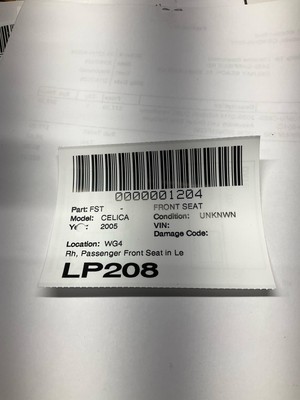 0000001204
Part: FST - FRONT SEAT
Model: CELICA Condition: UNKNWN
2005 VIN:
Damage Code:
Location: WG4
Rh, Passenger Front Seat in Le
LP208